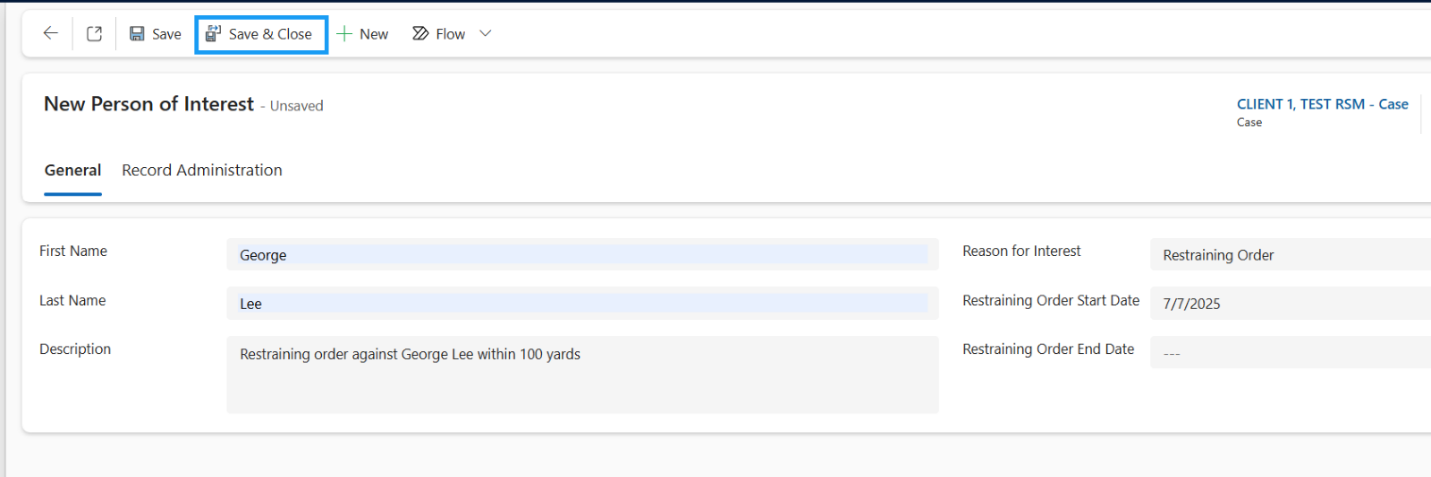 Save Save & Close New Flow
New Person of Interest - Unsaved
CLIENT 1, TEST RSM - Case
Case
General Record Administration
First Name George
Last Name Lee
Description Restraining order against George Lee within 100 yards
Reason for Interest Restraining Order
Restraining Order Start Date 7/7/2025
Restraining Order End Date ---